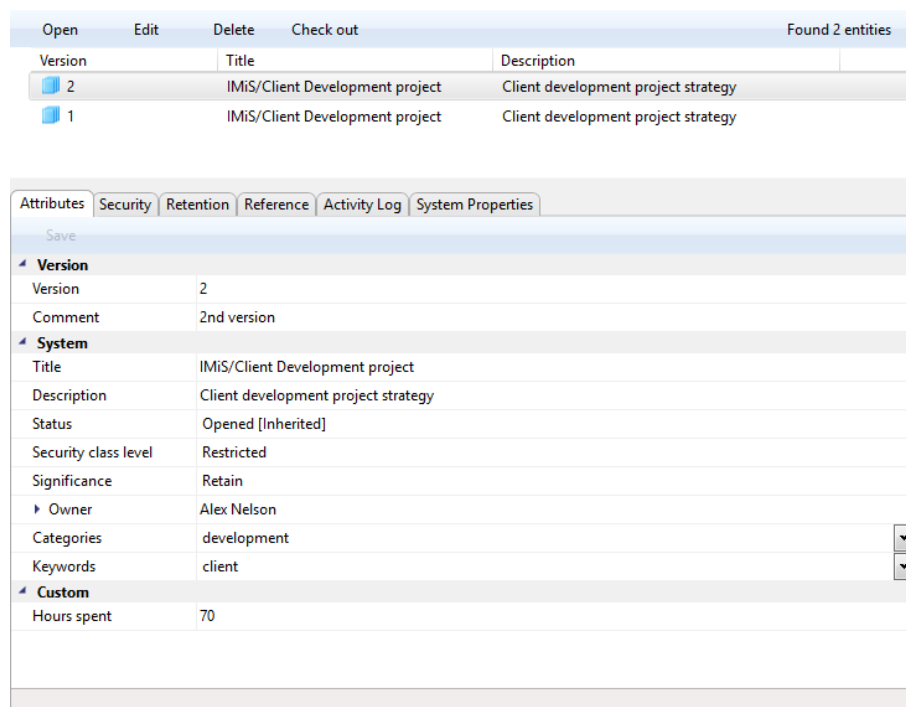 Open Edit Delete Check out Found 2 entities
Version Title Description
2 IMiS/Client Development project Client development project strategy
1 IMiS/Client Development project Client development project strategy
Attributes Security Retention Reference Activity Log System Properties
Save
Version
Version 2
Comment 2nd version
System
Title IMiS/Client Development project
Description Client development project strategy
Status Opened [Inherited]
Security class level Restricted
Significance Retain
Owner Alex Nelson
Categories development
Keywords client
Custom
Hours spent 70